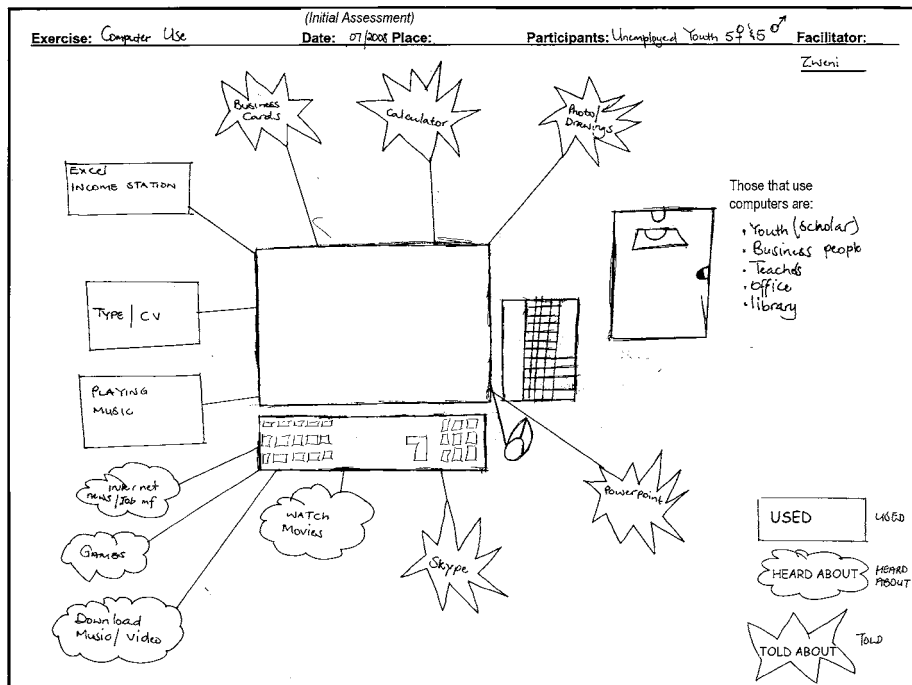 (Initial Assessment)
Exercise: Computer Use Date: 07/2008 Place: Participants: Unemployed Youth 5♀ & 5♂ Facilitator:
Zweni
Business
Cards
Calculator
Photo/
Drawings
Excel
INCOME STATION
TYPE / CV
PLAYING
MUSIC
internet
news/Job inf
GAMES
Download
Music/Video
WATCH
Movies
Skype
Powerpoint
Those that use
computers are:
• Youth (scholar)
• Business people
• Teachers
• office
• library
USED USED
HEARD ABOUT HEARD
ABOUT
TOLD ABOUT TOLD